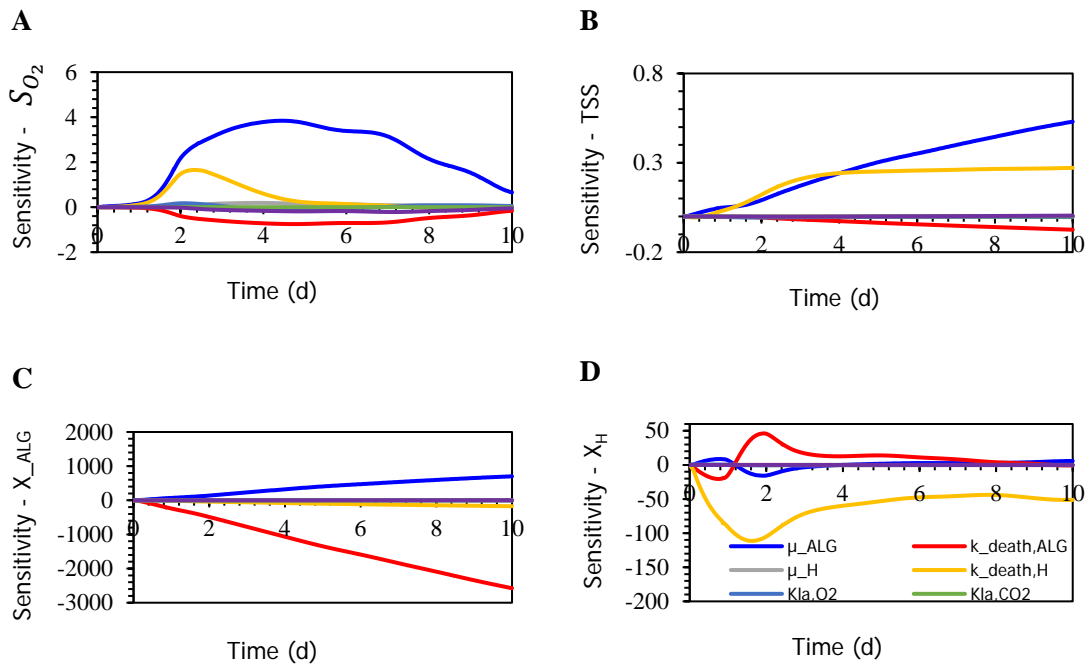 A
Sensitivity - S_{O_2}
6
4
2
0
-2
0 2 4 6 8 10
Time (d)
B
Sensitivity - TSS
0.8
0.3
-0.2
0 2 4 6 8 10
Time (d)
C
Sensitivity - X_ALG
2000
1000
0
-1000
-2000
-3000
0 2 4 6 8 10
Time (d)
D
Sensitivity - X_H
50
0
-50
-100
-150
-200
0 2 4 6 8 10
µ_ALG k_death,ALG
µ_H k_death,H
Kla,O2 Kla,CO2
Time (d)